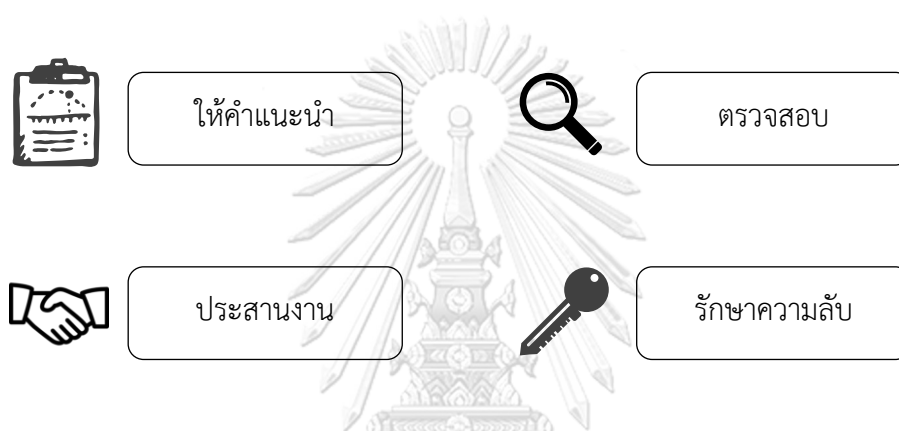 ให้คำแนะนำ
ตรวจสอบ
ประสานงาน
รักษาความลับ